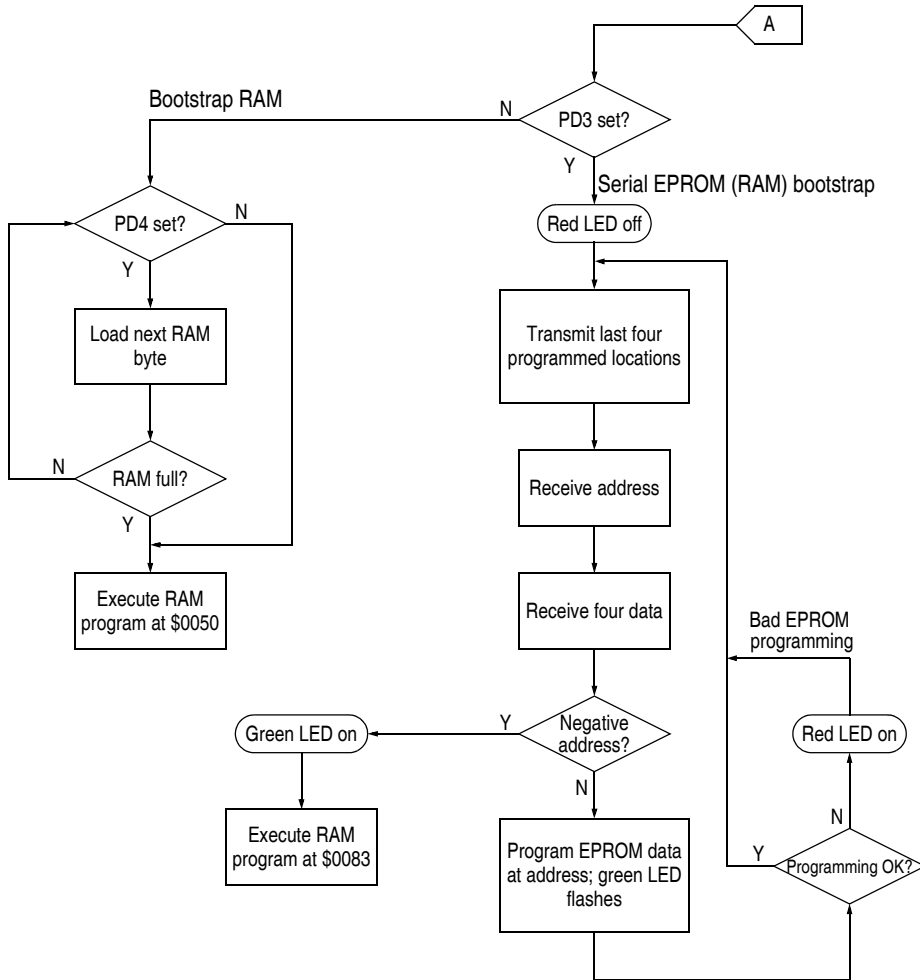 A
Bootstrap RAM
N
PD3 set?
Y
Serial EPROM (RAM) bootstrap
PD4 set?
N
Y
Red LED off
Load next RAM
byte
Transmit last four
programmed locations
N
RAM full?
Y
Receive address
Execute RAM
program at $0050
Receive four data
Bad EPROM
programming
Green LED on
Y
Negative
address?
N
Red LED on
Execute RAM
program at $0083
Program EPROM data
at address; green LED
flashes
N
Y
Programming OK?